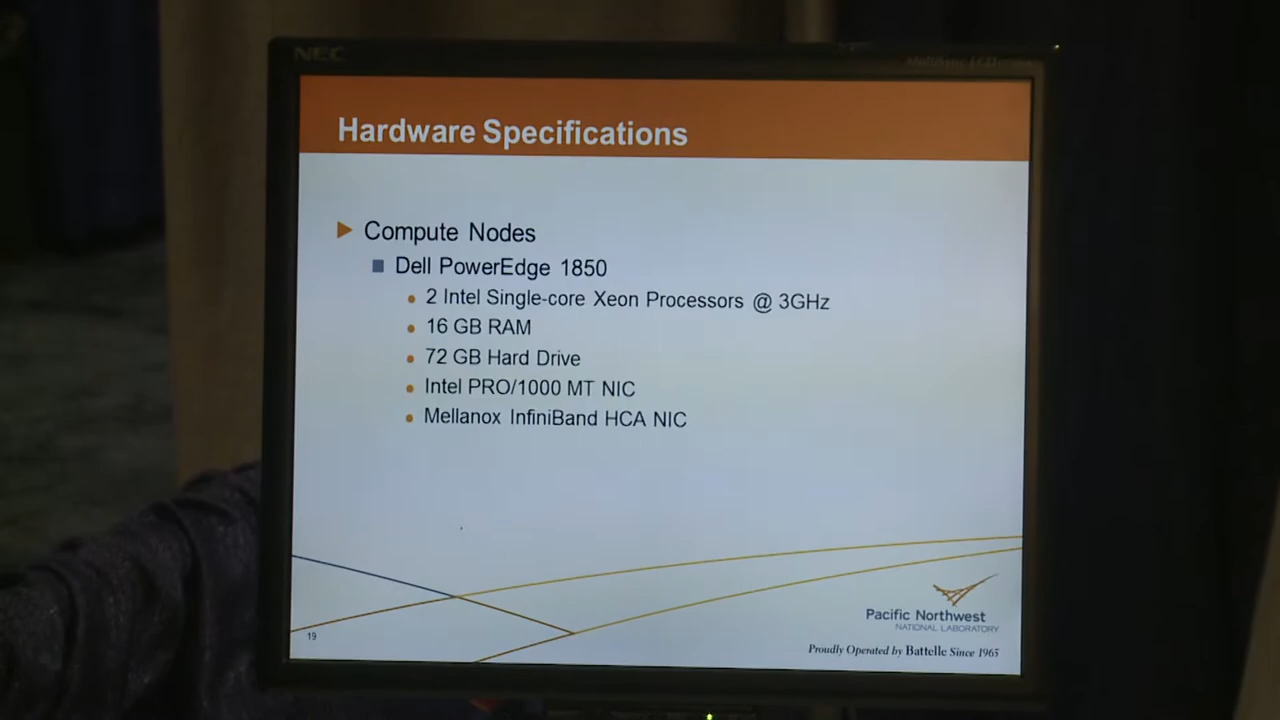 NEC
MultiSync LCD
Hardware Specifications
Compute Nodes
Dell PowerEdge 1850
2 Intel Single-core Xeon Processors @ 3GHz
16 GB RAM
72 GB Hard Drive
Intel PRO/1000 MT NIC
Mellanox InfiniBand HCA NIC
19
Pacific Northwest
NATIONAL LABORATORY
Proudly Operated by Battelle Since 1965